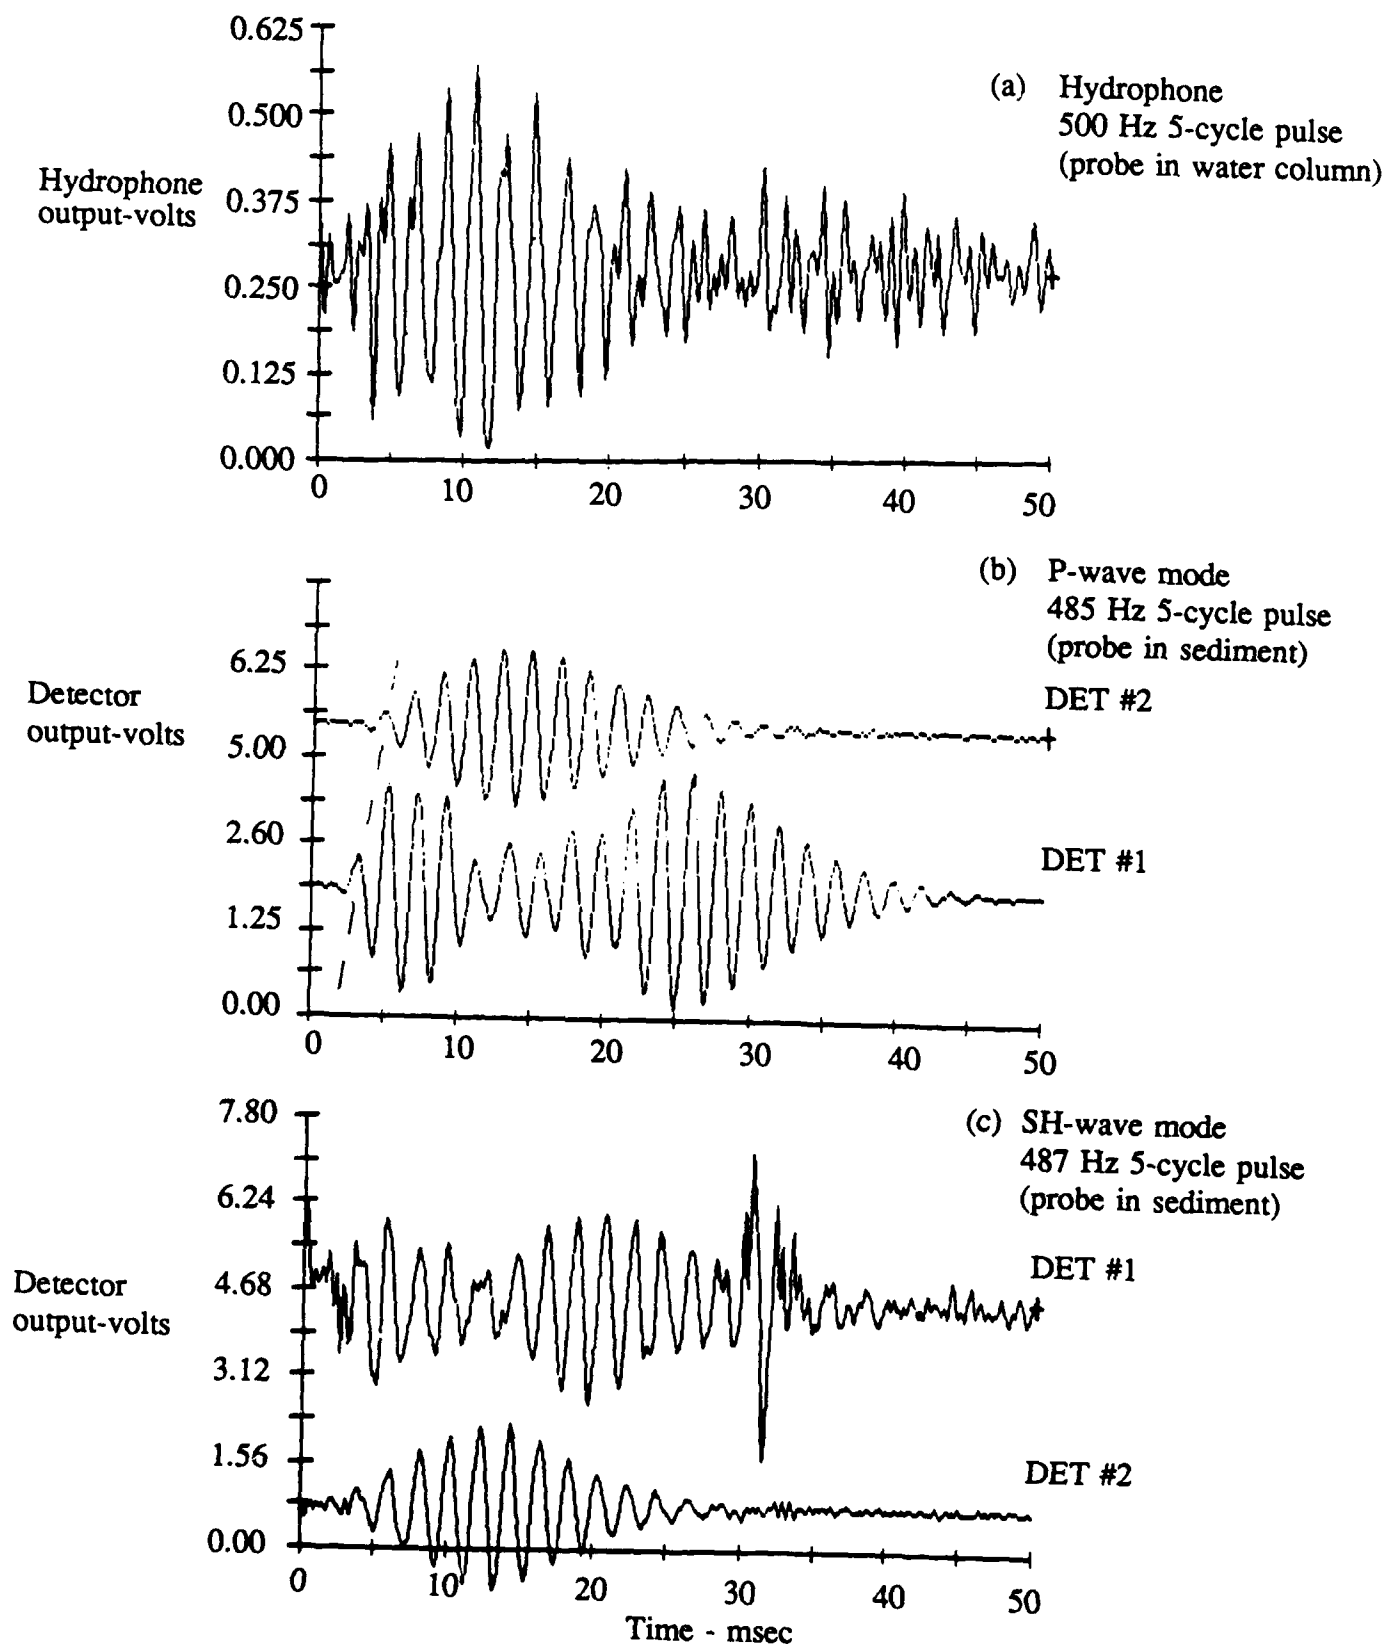 0.625
0.500
0.375
0.250
0.125
0.000
Hydrophone
output-volts
(a) Hydrophone
500 Hz 5-cycle pulse
(probe in water column)
0 10 20 30 40 50
(b) P-wave mode
485 Hz 5-cycle pulse
(probe in sediment)
6.25
5.00
2.60
1.25
0.00
Detector
output-volts
DET #2
DET #1
0 10 20 30 40 50
7.80
6.24
4.68
3.12
1.56
0.00
(c) SH-wave mode
487 Hz 5-cycle pulse
(probe in sediment)
Detector
output-volts
DET #1
DET #2
0 10 20 30 40 50
Time - msec